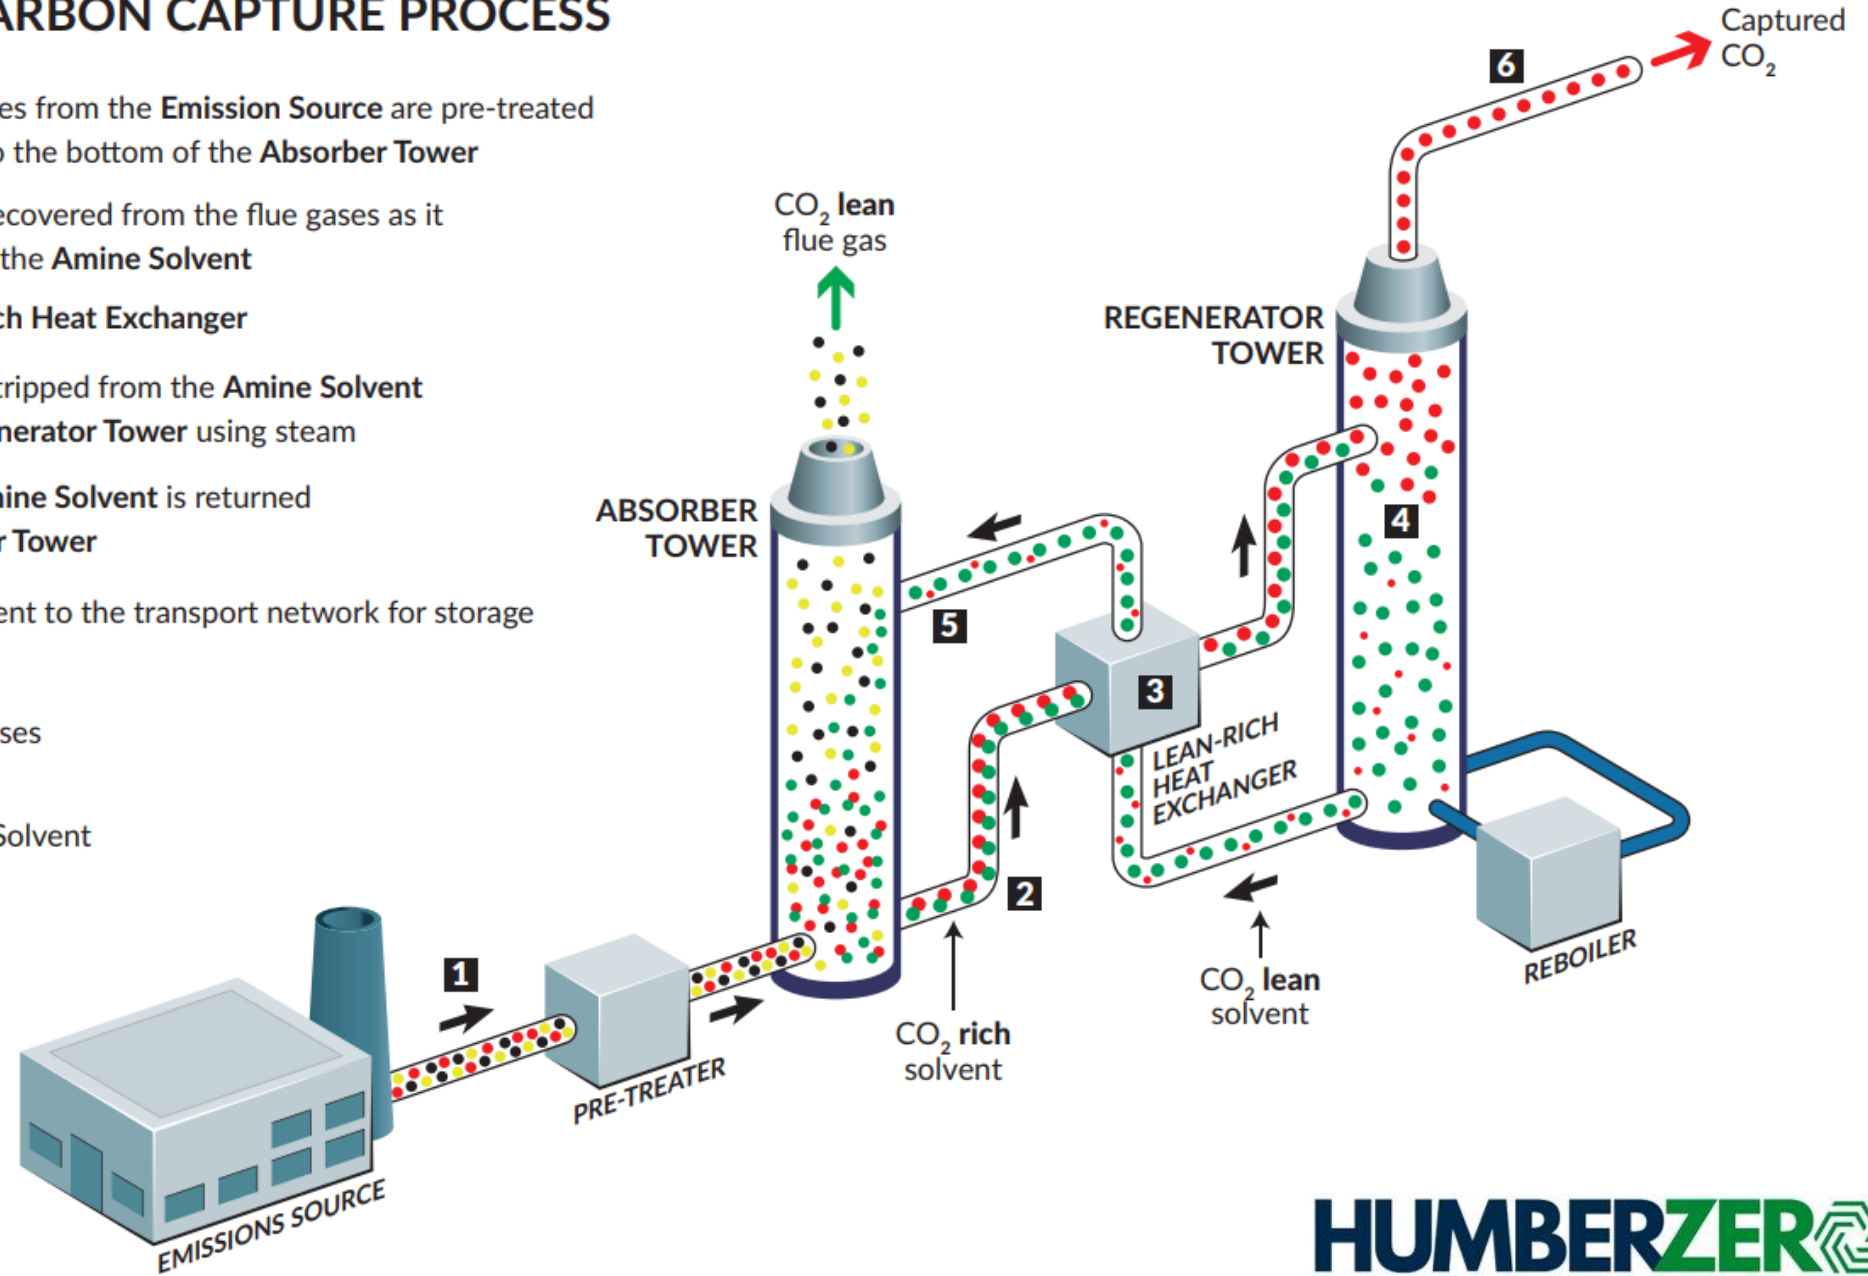 ARBON CAPTURE PROCESS
es from the Emission Source are pre-treated
o the bottom of the Absorber Tower
ecovered from the flue gases as it
the Amine Solvent
ch Heat Exchanger
tripped from the Amine Solvent
nerator Tower using steam
mine Solvent is returned
r Tower
ent to the transport network for storage
ses
Solvent
CO₂ lean
flue gas
ABSORBER
TOWER
REGENERATOR
TOWER
Captured
CO₂
1
2
3
4
5
6
LEAN-RICH
HEAT
EXCHANGER
CO₂ rich
solvent
CO₂ lean
solvent
REBOILER
PRE-TREATER
EMISSIONS SOURCE
HUMBERZERO